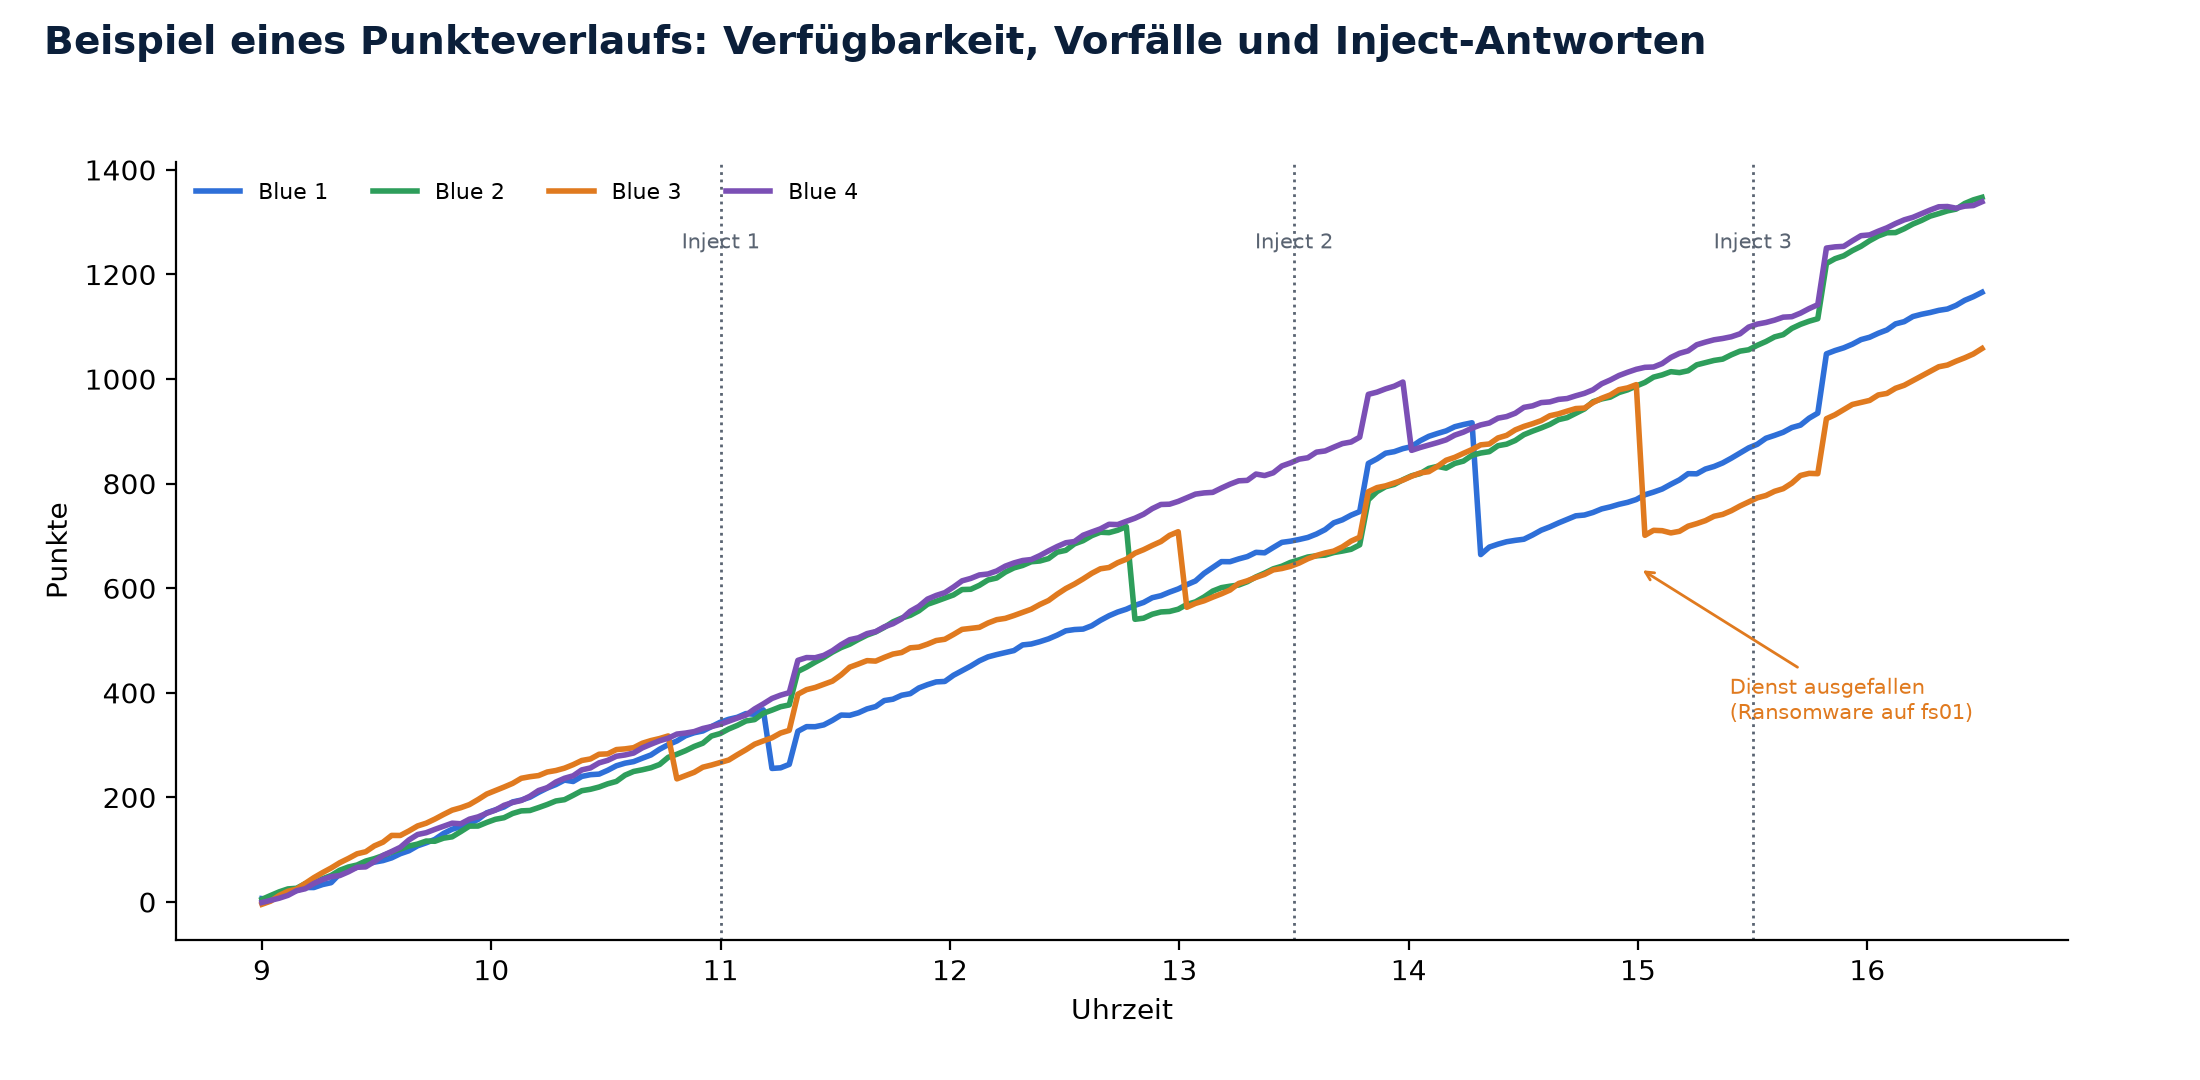 Beispiel eines Punkteverlaufs: Verfügbarkeit, Vorfälle und Inject-Antworten
Blue 1 Blue 2 Blue 3 Blue 4
Inject 1 Inject 2 Inject 3
1400
1200
1000
800
600
400
200
0
Punkte
Dienst ausgefallen
(Ransomware auf fs01)
9 10 11 12 13 14 15 16
Uhrzeit